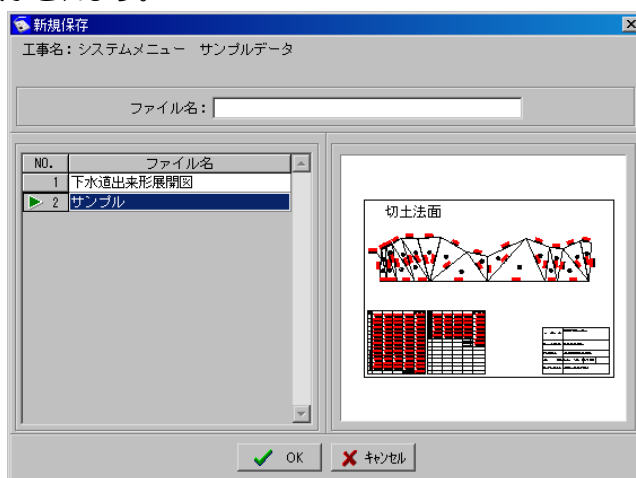 新規保存
工事名：システムメニュー　サンプルデータ
ファイル名：
NO.　ファイル名
1　下水道出来形展開図
2　サンプル
切土法面
OK　ｷｬﾝｾﾙ